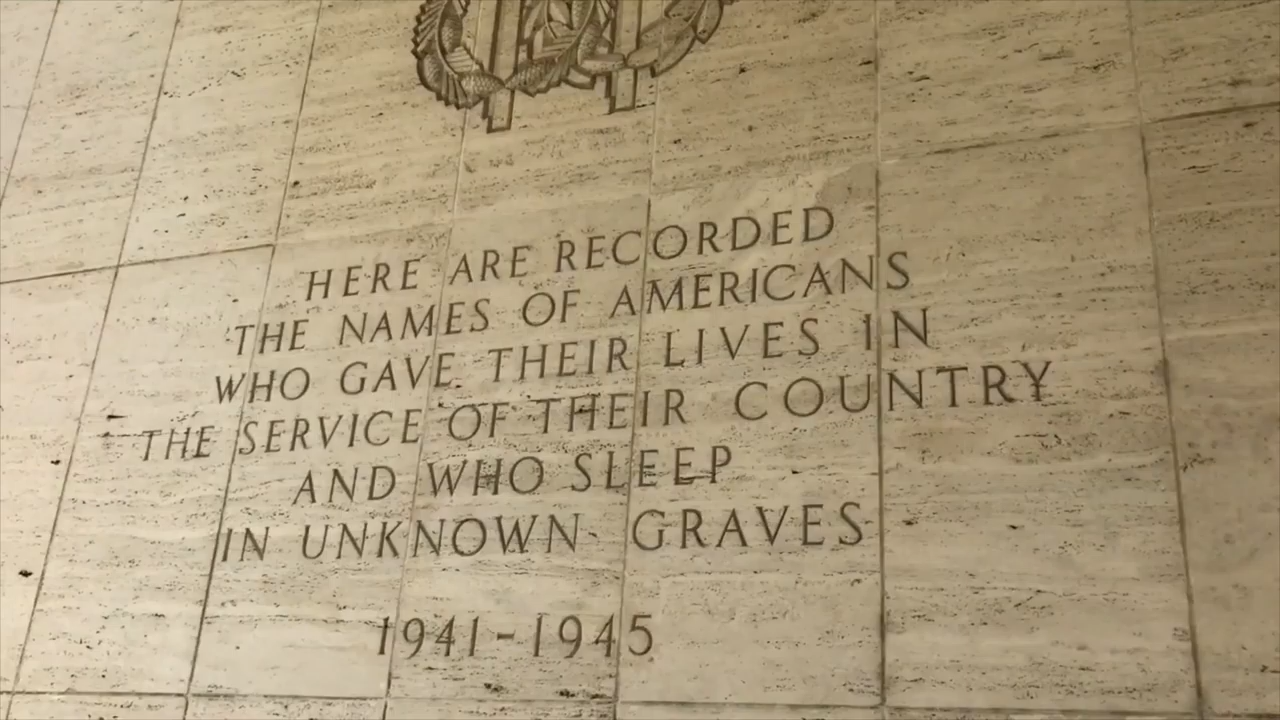 HERE ARE RECORDED
THE NAMES OF AMERICANS
WHO GAVE THEIR LIVES IN
THE SERVICE OF THEIR COUNTRY
AND WHO SLEEP
IN UNKNOWN GRAVES
1941-1945